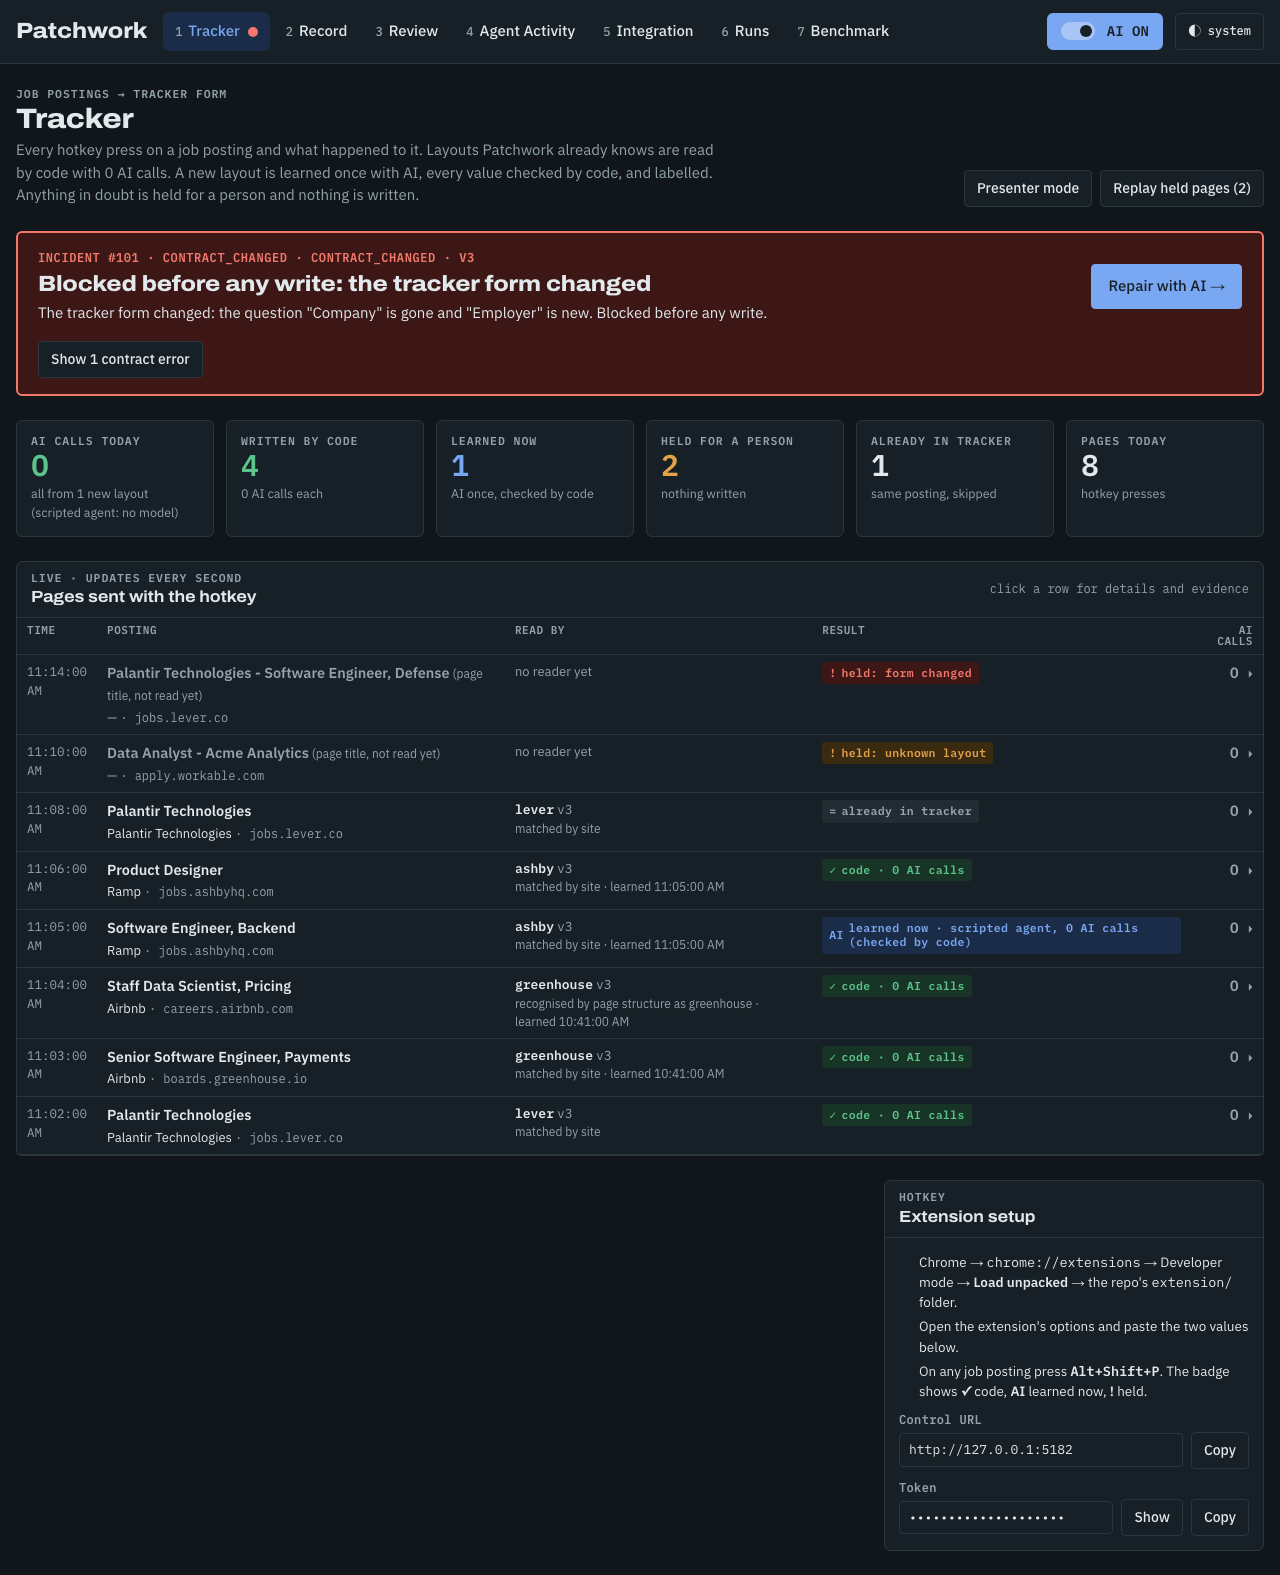 Patchwork
1 Tracker
2 Record
3 Review
4 Agent Activity
5 Integration
6 Runs
7 Benchmark
AI ON
system
JOB POSTINGS → TRACKER FORM
Tracker
Every hotkey press on a job posting and what happened to it. Layouts Patchwork already knows are read
by code with 0 AI calls. A new layout is learned once with AI, every value checked by code, and labelled.
Anything in doubt is held for a person and nothing is written.
Presenter mode
Replay held pages (2)
INCIDENT #101 · CONTRACT_CHANGED · CONTRACT_CHANGED · V3
Blocked before any write: the tracker form changed
The tracker form changed: the question "Company" is gone and "Employer" is new. Blocked before any write.
Repair with AI →
Show 1 contract error
AI CALLS TODAY
0
all from 1 new layout
(scripted agent: no model)
WRITTEN BY CODE
4
0 AI calls each
LEARNED NOW
1
AI once, checked by code
HELD FOR A PERSON
2
nothing written
ALREADY IN TRACKER
1
same posting, skipped
PAGES TODAY
8
hotkey presses
LIVE · UPDATES EVERY SECOND
Pages sent with the hotkey
click a row for details and evidence
TIME POSTING READ BY RESULT AI
CALLS
11:14:00 Palantir Technologies - Software Engineer, Defense (page no reader yet ! held: form changed 0
AM title, not read yet)
— · jobs.lever.co
11:10:00 Data Analyst - Acme Analytics (page title, not read yet) no reader yet ! held: unknown layout 0
AM — · apply.workable.com
11:08:00 Palantir Technologies lever v3 = already in tracker 0
AM Palantir Technologies · jobs.lever.co matched by site
11:06:00 Product Designer ashby v3 ✓ code · 0 AI calls 0
AM Ramp · jobs.ashbyhq.com matched by site · learned 11:05:00 AM
11:05:00 Software Engineer, Backend ashby v3 AI learned now · scripted agent, 0 AI calls 0
AM Ramp · jobs.ashbyhq.com matched by site · learned 11:05:00 AM (checked by code)
11:04:00 Staff Data Scientist, Pricing greenhouse v3 ✓ code · 0 AI calls 0
AM Airbnb · careers.airbnb.com recognised by page structure as greenhouse ·
learned 10:41:00 AM
11:03:00 Senior Software Engineer, Payments greenhouse v3 ✓ code · 0 AI calls 0
AM Airbnb · boards.greenhouse.io matched by site · learned 10:41:00 AM
11:02:00 Palantir Technologies lever v3 ✓ code · 0 AI calls 0
AM Palantir Technologies · jobs.lever.co matched by site
HOTKEY
Extension setup
Chrome → chrome://extensions → Developer
mode → Load unpacked → the repo's extension/
folder.
Open the extension's options and paste the two values
below.
On any job posting press Alt+Shift+P. The badge
shows ✓ code, AI learned now, ! held.
Control URL
http://127.0.0.1:5182
Copy
Token
••••••••••••••••••••
Show
Copy